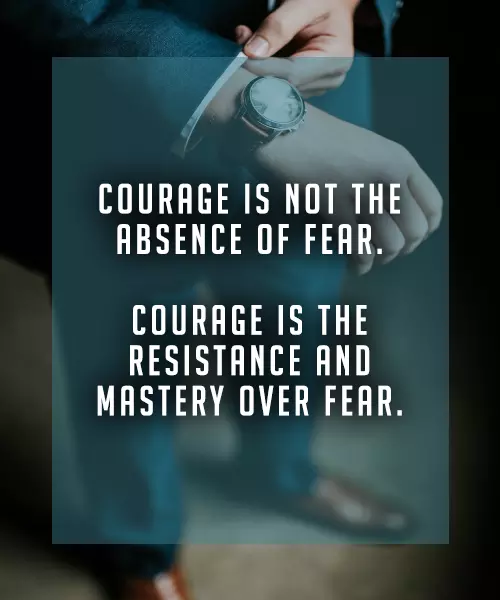 COURAGE IS NOT THE
ABSENCE OF FEAR.
COURAGE IS THE
RESISTANCE AND
MASTERY OVER FEAR.